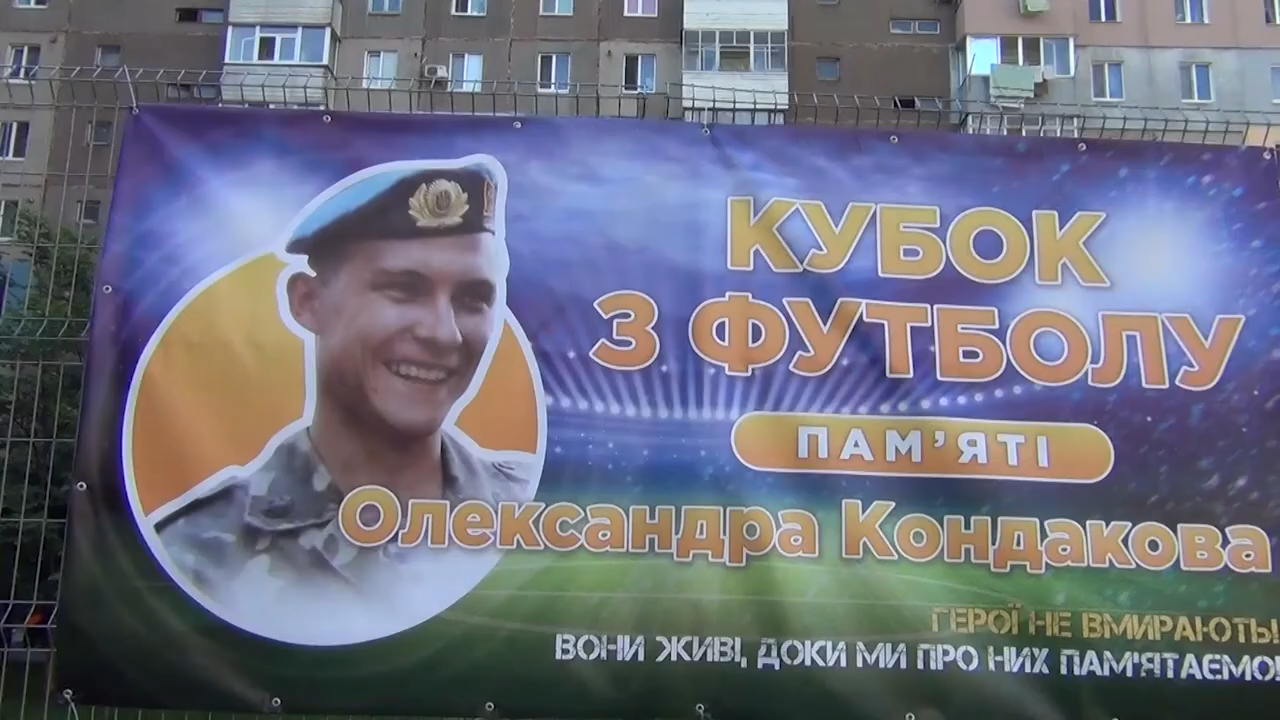 КУБОК
З ФУТБОЛУ
ПАМ'ЯТІ
Олександра Кондакова
ГЕРОЇ НЕ ВМИРАЮТЬ!
ВОНИ ЖИВІ, ДОКИ МИ ПРО НИХ ПАМ'ЯТАЄМО!